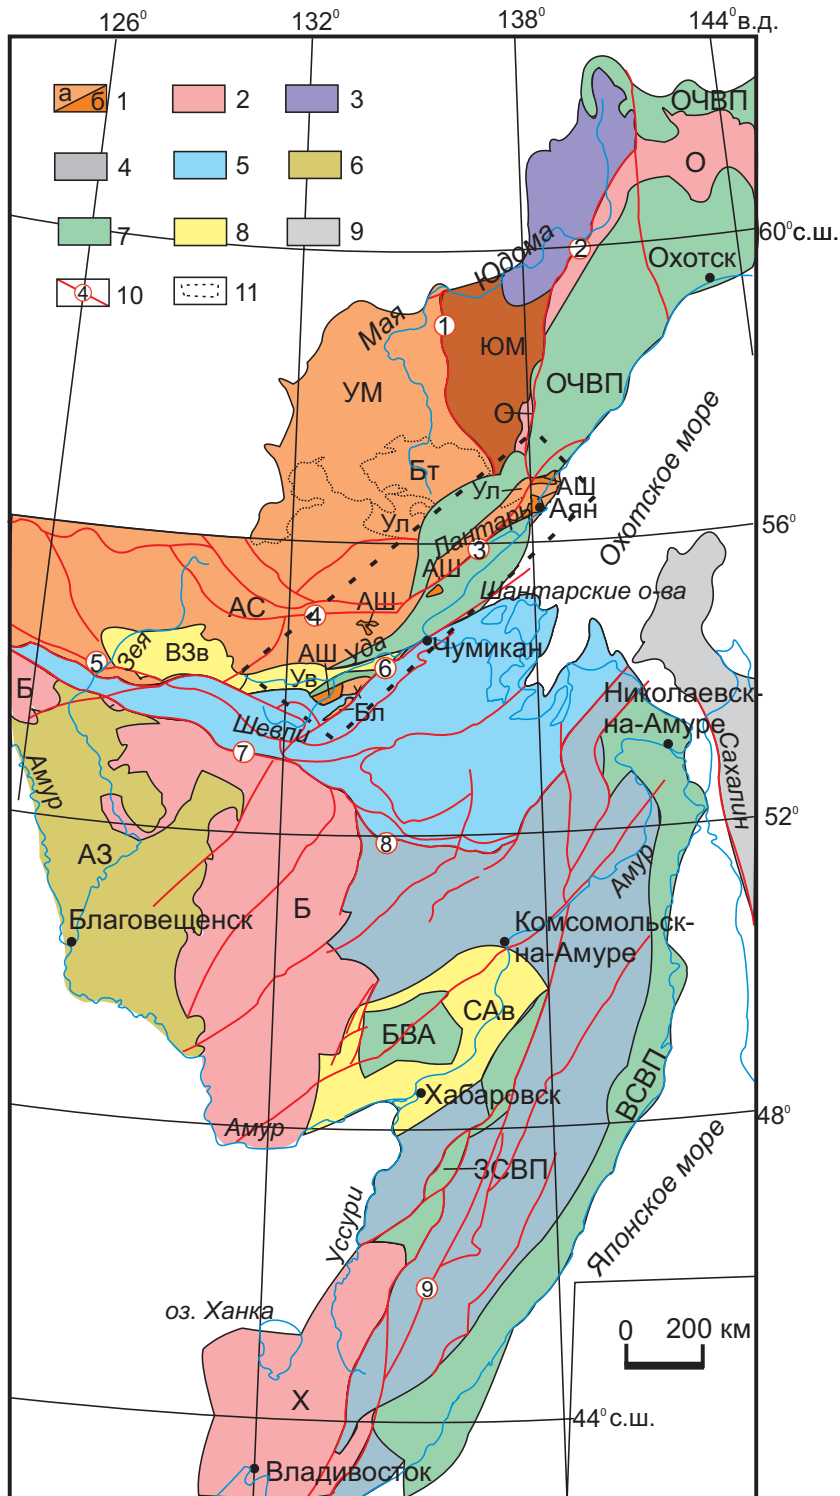 126⁰ 132⁰ 138⁰ 144⁰ в.д.
а б 1 2 3
4 5 6
7 8 9
4 10 11
ОЧВП
О
60⁰ с.ш.
2
Юдома
Охотск
Мая
1
ЮМ
УМ
ОЧВП
О
Бт
Ул
АШ
Ул
Лантарь
Аян
Охотское море
56⁰
3
АШ
Шантарские о-ва
АС
4
АШ
Зея
ВЗв
АШ
Уда
Чумикан
5
6
Ув
Б
Бл
Шевли
Николаевск-
на-Амуре
7
Амур
Сахалин
52⁰
8
АЗ
Амур
Благовещенск
Б
Комсомольск-
на-Амуре
САв
БВА
Хабаровск
ВСВП
48⁰
Амур
ЗСВП
Уссури
Японское море
9
оз. Ханка
0 200 км
Х
44⁰ с.ш.
Владивосток